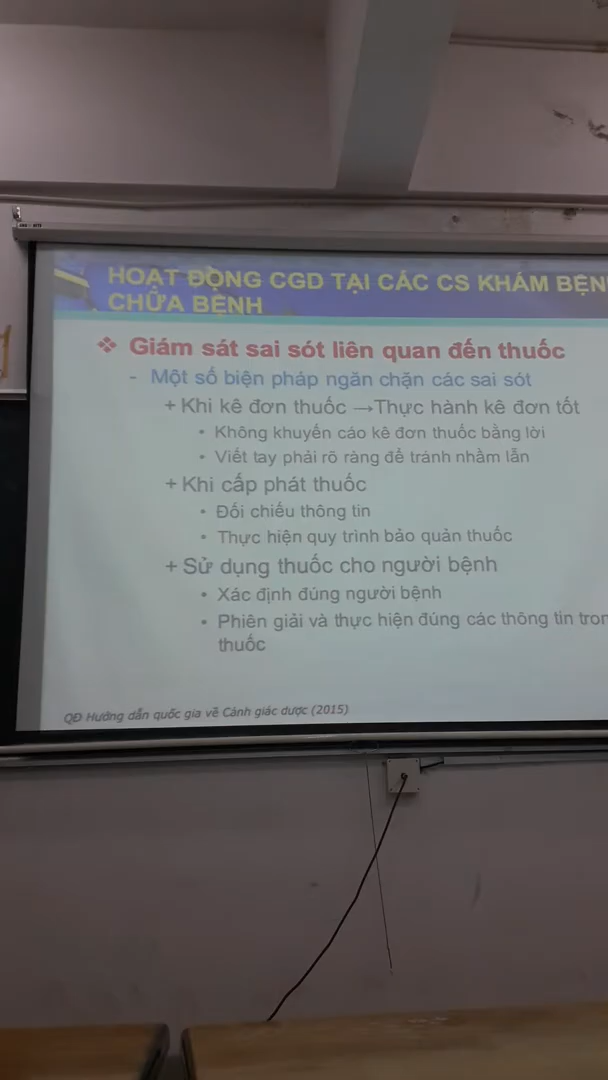 HOẠT ĐỘNG CGD TẠI CÁC CS KHÁM
CHỮA BỆNH
❖ Giám sát sai sót liên quan đến thuốc
- Một số biện pháp ngăn chặn các sai sót
+ Khi kê đơn thuốc →Thực hành kê đơn tốt
• Không khuyến cáo kê đơn thuốc bằng lời
• Viết tay phải rõ ràng để tránh nhầm lẫn
+ Khi cấp phát thuốc
• Đối chiếu thông tin
• Thực hiện quy trình bảo quản thuốc
+ Sử dụng thuốc cho người bệnh
• Xác định đúng người bệnh
• Phiên giải và thực hiện đúng các thông tin
thuốc
QĐ Hướng dẫn quốc gia về Cảnh giác dược (2015)